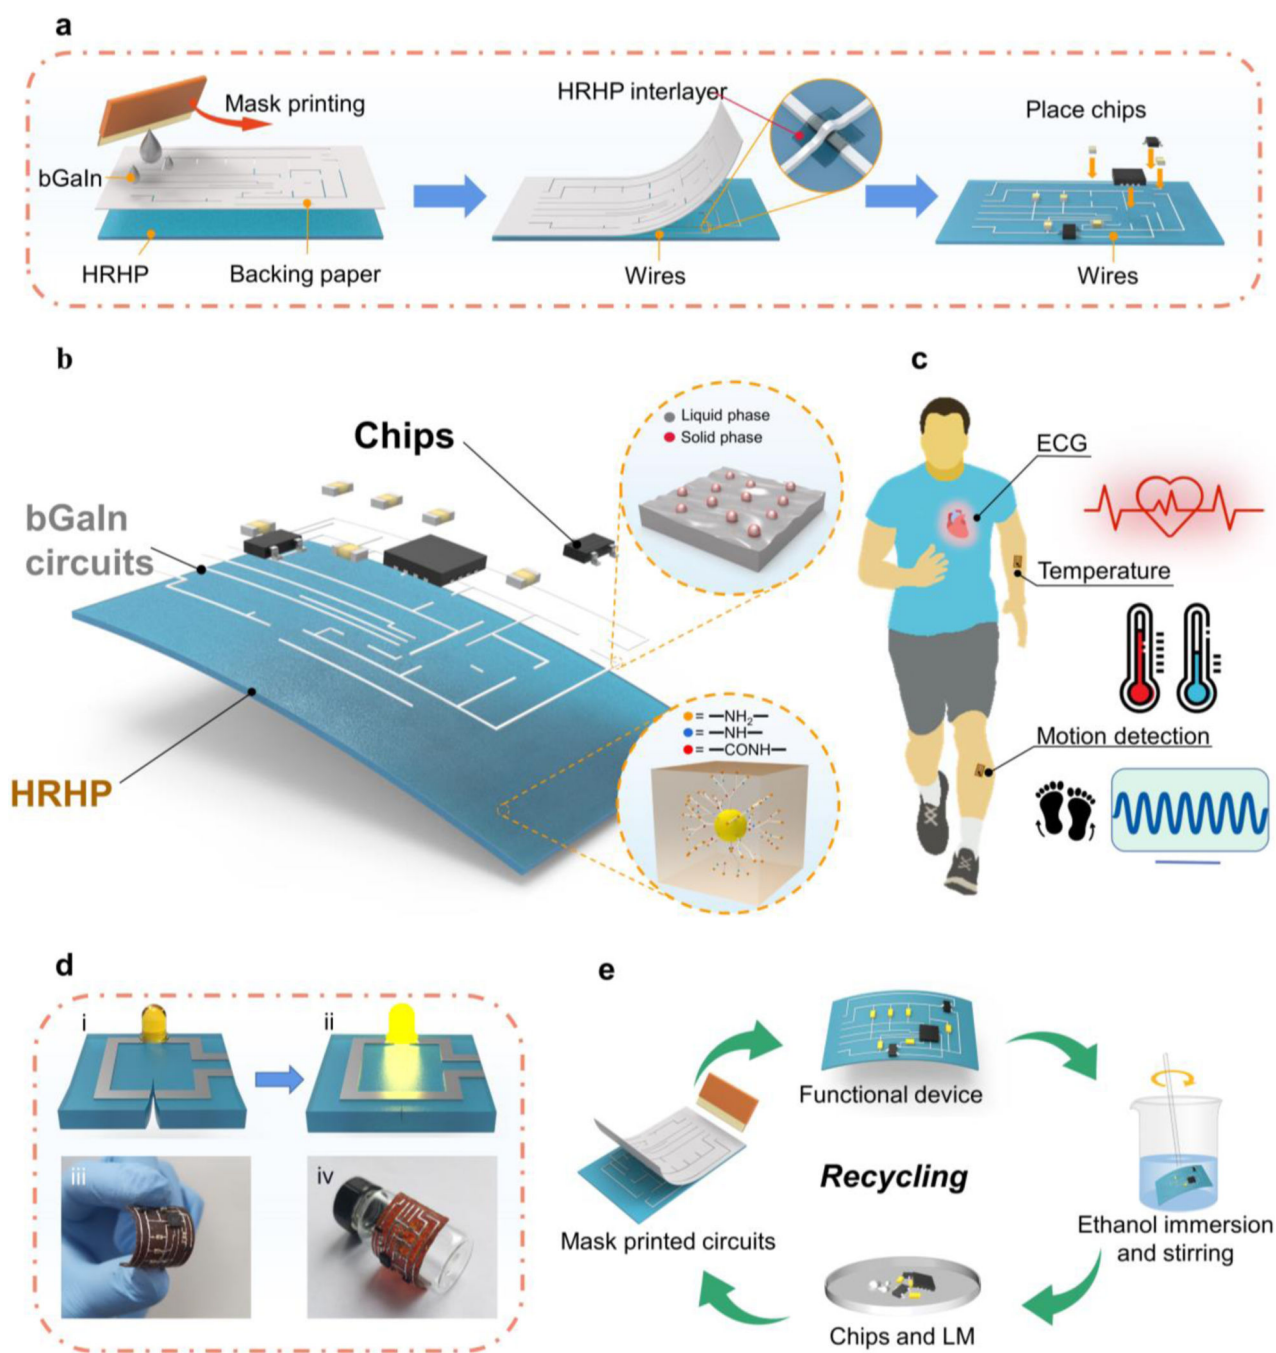 a
Mask printing
bGaIn
HRHP
Backing paper
HRHP interlayer
Wires
Place chips
Wires
b
Chips
bGaIn
circuits
HRHP
Liquid phase
Solid phase
= —NH₂—
= —NH—
= —CONH—
c
ECG
Temperature
Motion detection
d
i
ii
iii
iv
e
Functional device
Recycling
Mask printed circuits
Ethanol immersion
and stirring
Chips and LM